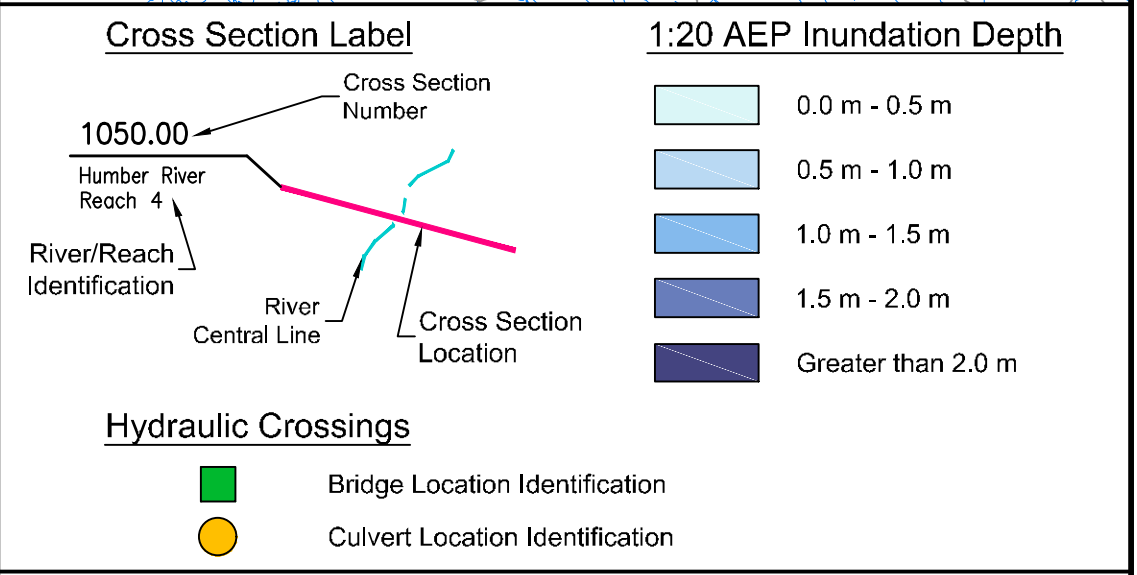 Cross Section Label
Cross Section
Number
1050.00
Humber River
Reach 4
River/Reach
Identification
River
Central Line
Cross Section
Location
1:20 AEP Inundation Depth
0.0 m - 0.5 m
0.5 m - 1.0 m
1.0 m - 1.5 m
1.5 m - 2.0 m
Greater than 2.0 m
Hydraulic Crossings
Bridge Location Identification
Culvert Location Identification